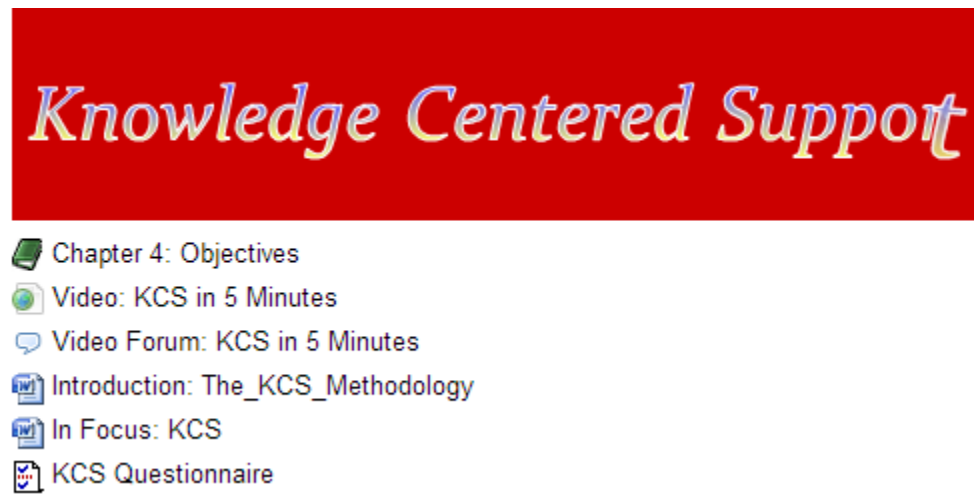 Knowledge Centered Support
Chapter 4: Objectives
Video: KCS in 5 Minutes
Video Forum: KCS in 5 Minutes
Introduction: The_KCS_Methodology
In Focus: KCS
KCS Questionnaire